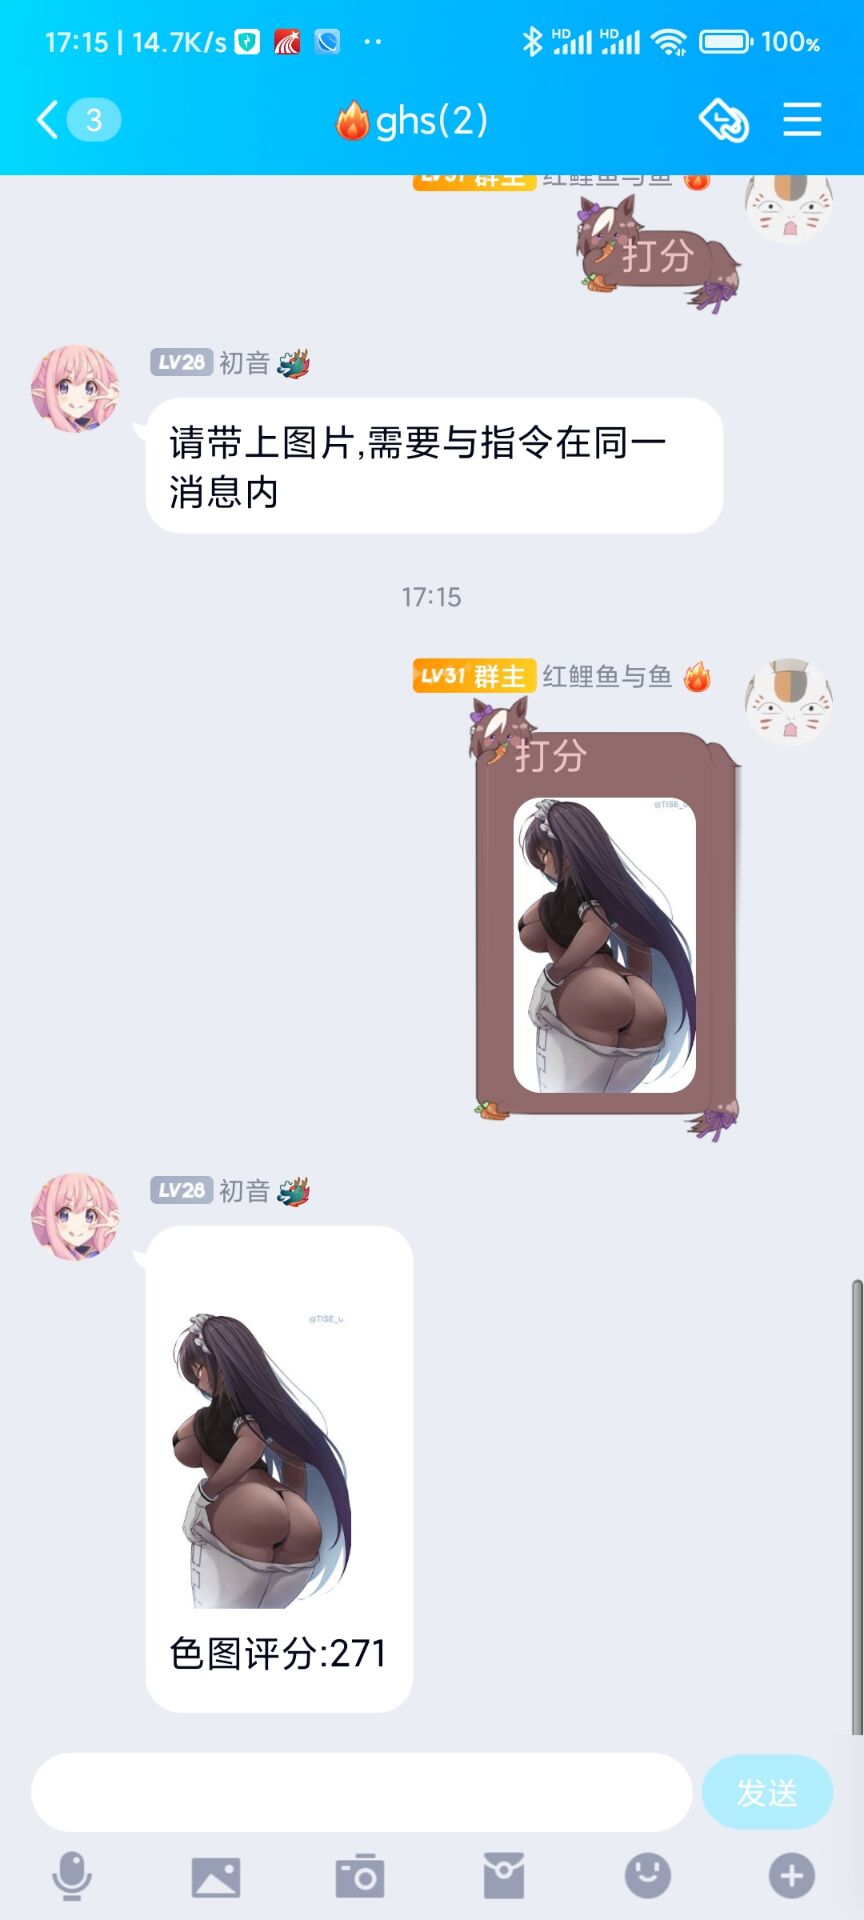 17:15 | 14.7K/s HD HD 100%
3 ghs(2)
LV31 群主 红鲤鱼与鱼
打分
LV28 初音
请带上图片,需要与指令在同一
消息内
17:15
LV31 群主 红鲤鱼与鱼
打分
@TISE_
LV28 初音
@TISE_
色图评分:271
发送